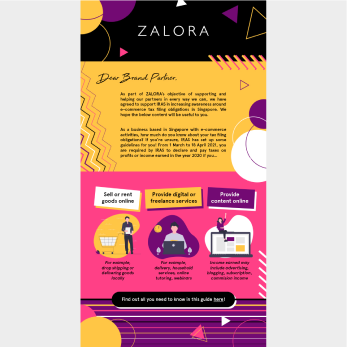 ZALORA
Dear Brand Partner,
As part of ZALORA's objective of supporting and
helping our partners in every way we can, we have
agreed to support IRAS in increasing awareness around
e-commerce tax filing obligations in Singapore. We
hope the below content will be useful to you.
As a business based in Singapore with e-commerce
activities, how much do you know about your tax filing
obligations? If you're unsure, IRAS has set up some
guidelines for you! From 1 March to 18 April 2021, you
are required by IRAS to declare and pay taxes on
profits or income earned in the year 2020 if you...
Sell or rent
goods online
Provide digital or
freelance services
Provide
content online
For example,
drop shipping or
delivering goods
locally
For example,
delivery, household
services, online
tutoring, webinars
Income earned may
include advertising,
blogging, subscription,
commission income
Find out all you need to know in this guide here!